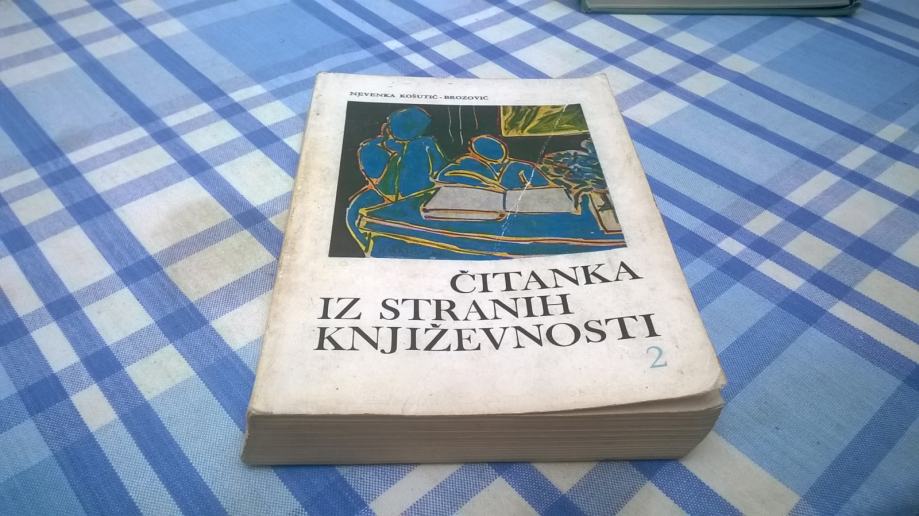 NEVENKA KOŠUTIĆ - BROZOVIĆ
ČITANKA
IZ STRANIH
KNJIŽEVNOSTI
2